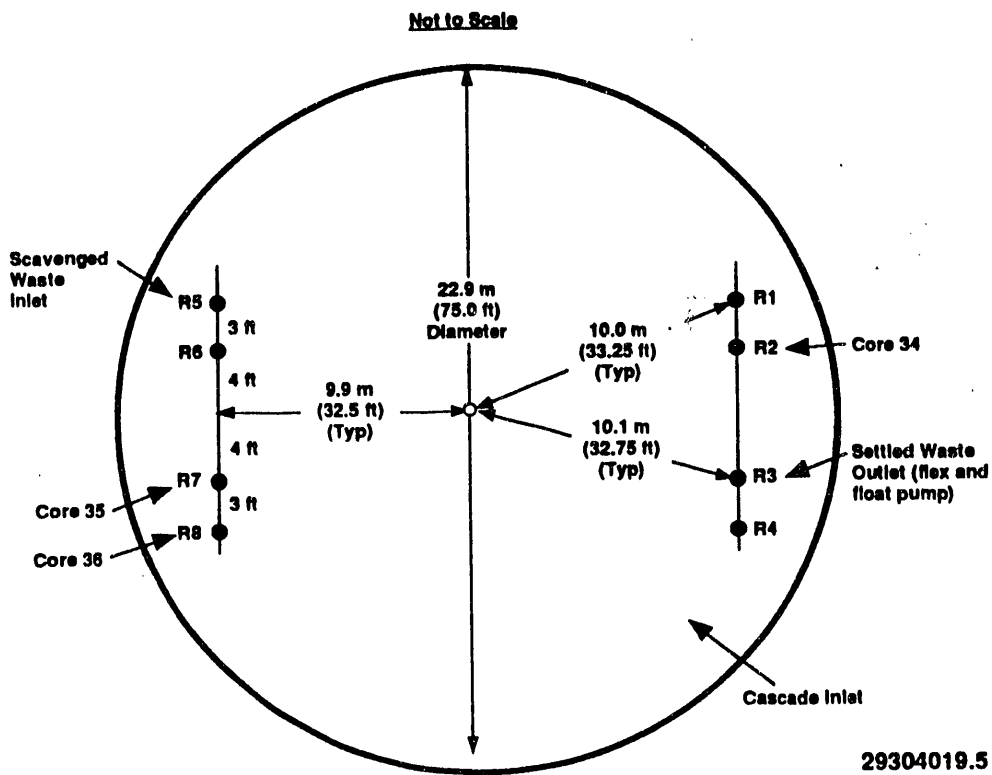 Not to Scale
Scavenged
Waste
Inlet
R5
3 ft
R6
4 ft
9.9 m
(32.5 ft)
(Typ)
4 ft
R7
3 ft
R8
Core 35
Core 36
22.9 m
(75.0 ft)
Diameter
10.0 m
(33.25 ft)
(Typ)
10.1 m
(32.75 ft)
(Typ)
R1
R2
Core 34
R3
Settled Waste
Outlet (flex and
float pump)
R4
Cascade Inlet
29304019.5